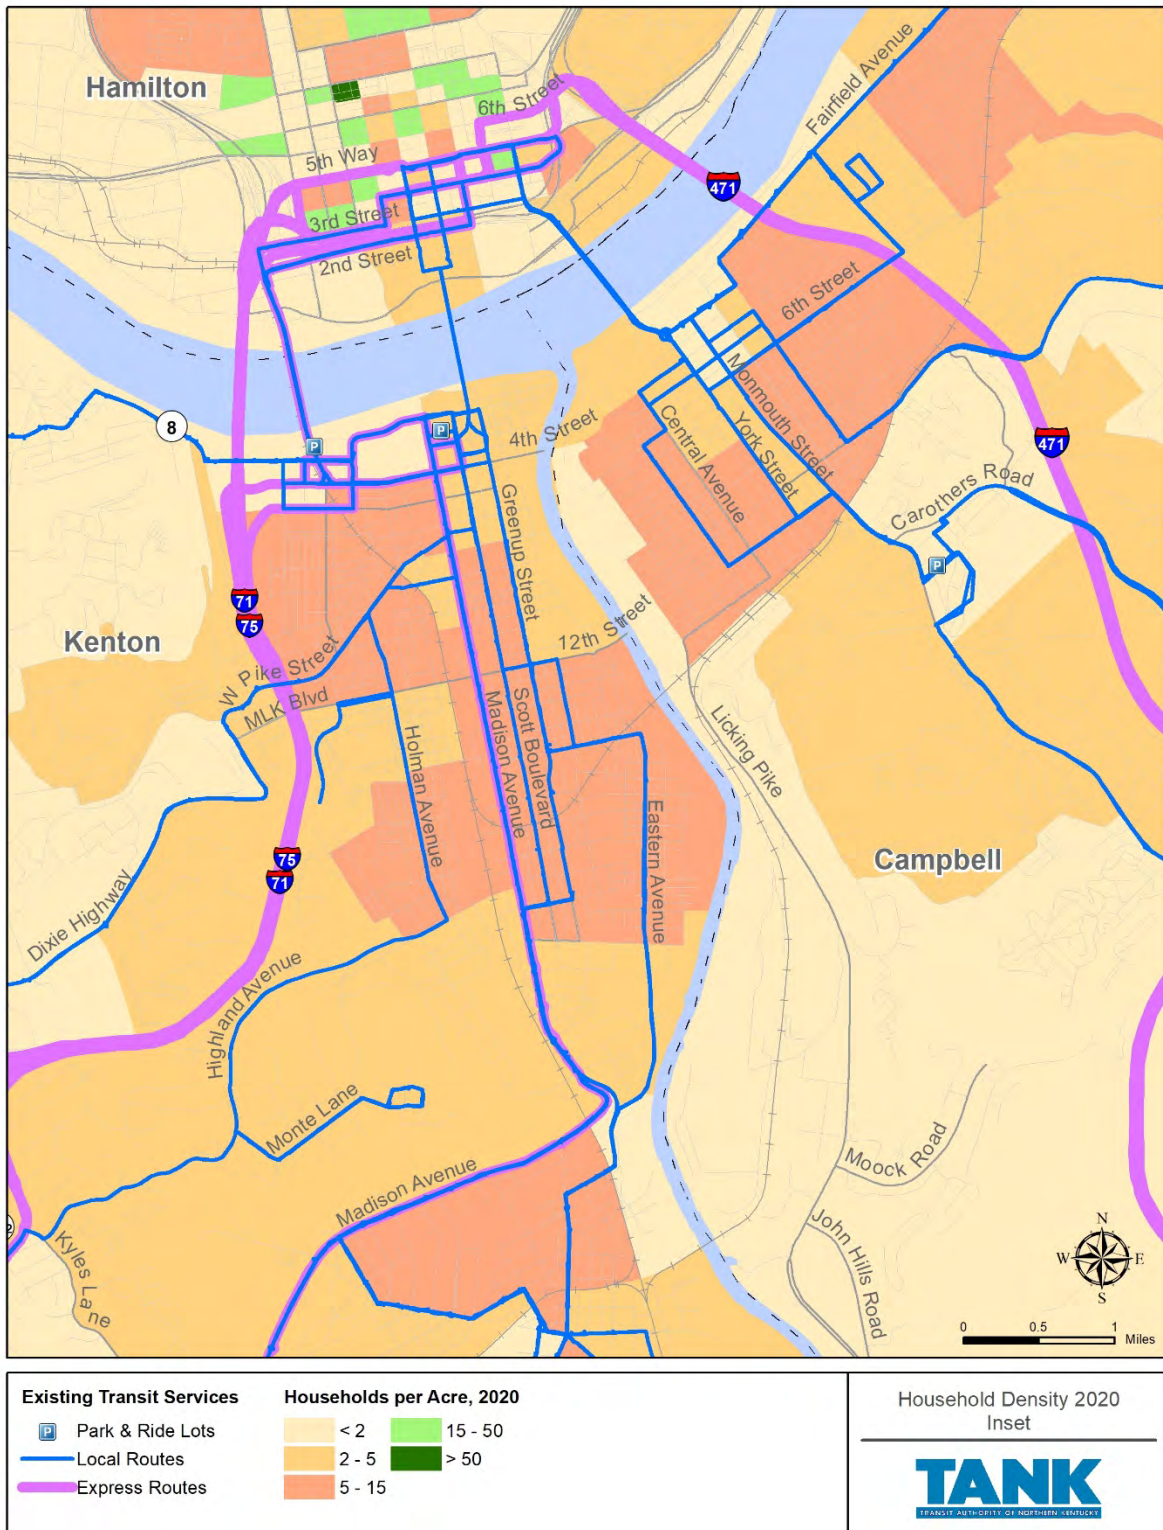 Hamilton
Fairfield Avenue
6th Street
5th Way
471
3rd Street
2nd Street
6th Street
8
P
P
4th Street
Monmouth Street
York Street
Central Avenue
471
Carothers Road
P
Greenup Street
71
75
Kenton
12th Street
W Pike Street
MLK Blvd
Scott Boulevard
Madison Avenue
Holman Avenue
Licking Pike
Eastern Avenue
75
71
Campbell
Dixie Highway
Highland Avenue
Monte Lane
Madison Avenue
Moock Road
John Hills Road
Kyles Lane
N
W E
S
0 0.5 1
Miles
Existing Transit Services
P Park & Ride Lots
Local Routes
Express Routes
Households per Acre, 2020
< 2
2 - 5
5 - 15
15 - 50
> 50
Household Density 2020
Inset
TANK
TRANSIT AUTHORITY OF NORTHERN KENTUCKY